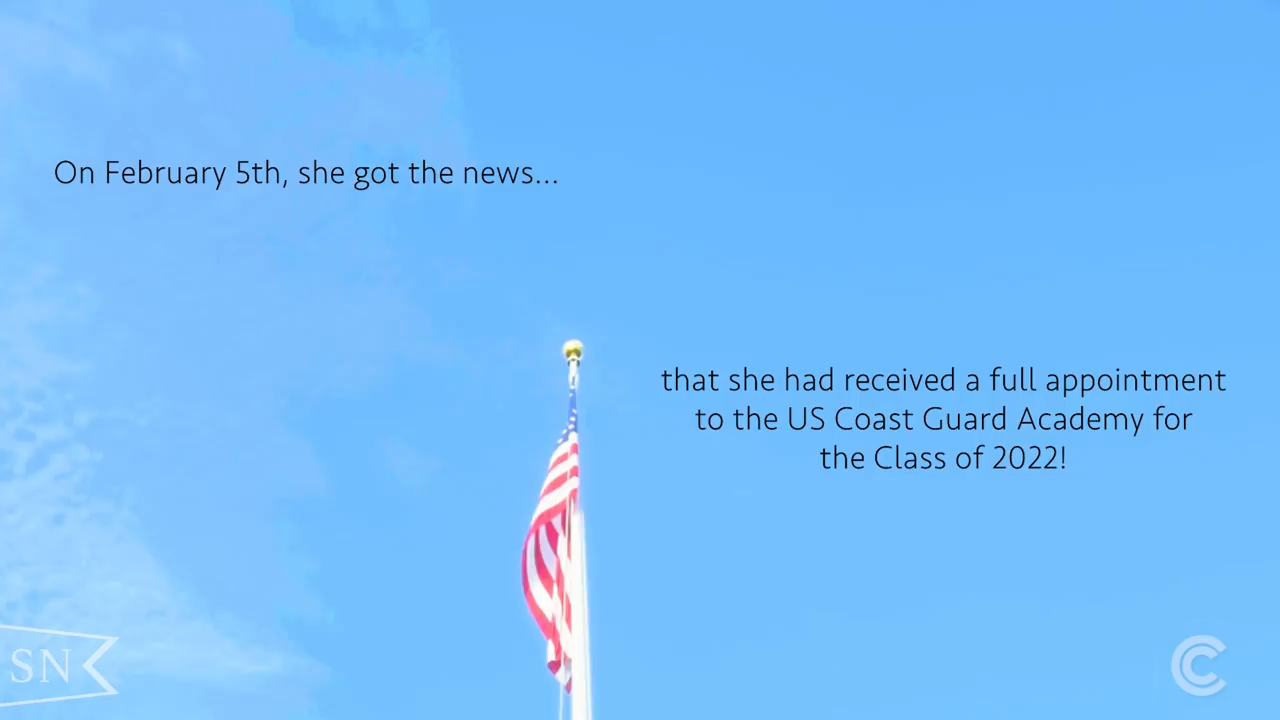 On February 5th, she got the news...
that she had received a full appointment
to the US Coast Guard Academy for
the Class of 2022!
SN
C